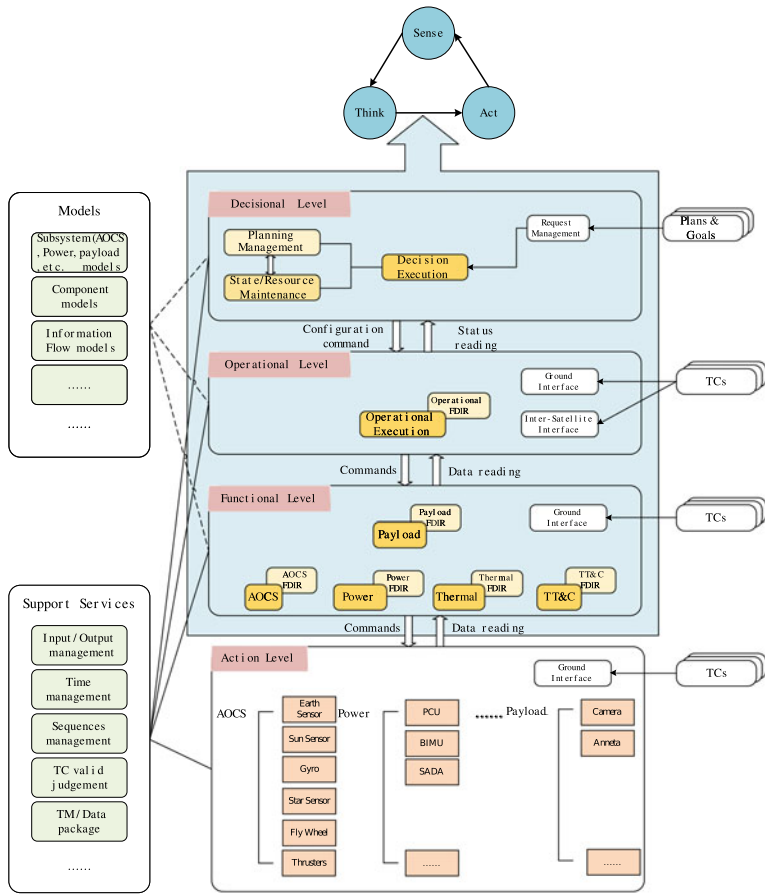 Sense
Think
Act
Models
Subsystem(AOCS
, Power, payload
, etc. models
Component
models
Information
Flow models
......
......
Decisional Level
Planning
Management
State/Resource
Maintenance
Decision
Execution
Request
Management
Plans &
Goals
Configuration
command
Status
reading
Operational Level
Operational
FDIR
Operational
Execution
Ground
Interface
Inter-Satellite
Interface
TCs
Commands
Data reading
Functional Level
Payload
FDIR
Payload
Ground
Interface
TCs
AOCS
FDIR
AOCS
Power
FDIR
Power
Thermal
FDIR
Thermal
TT&C
FDIR
TT&C
Commands
Data reading
Support Services
Input/Output
management
Time
management
Sequences
management
TC valid
judgement
TM/Data
package
......
Action Level
Ground
Interface
TCs
AOCS
Earth
Sensor
Sun Sensor
Gyro
Star Sensor
Fly Wheel
Thrusters
Power
PCU
BIMU
SADA
......
......
Payload
Camera
Anneta
......